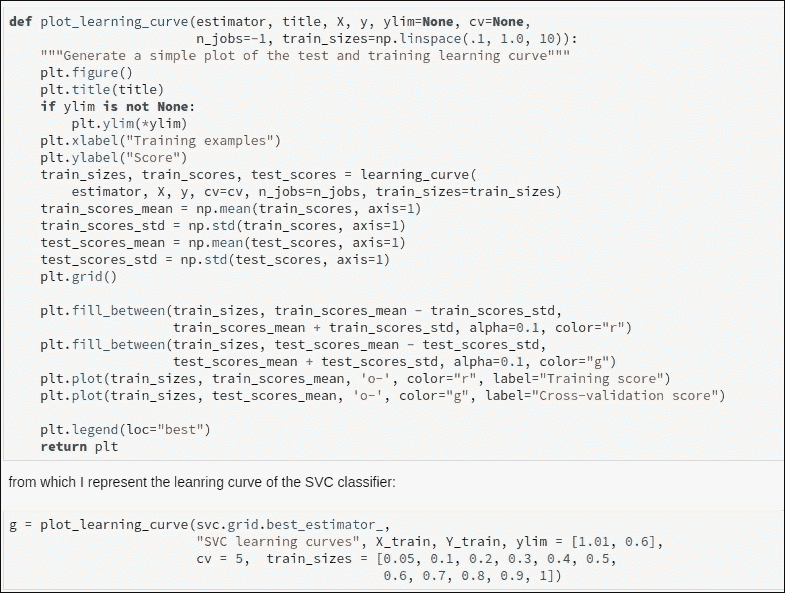 def plot_learning_curve(estimator, title, X, y, ylim=None, cv=None,
                        n_jobs=-1, train_sizes=np.linspace(.1, 1.0, 10)):
    """Generate a simple plot of the test and training learning curve"""
    plt.figure()
    plt.title(title)
    if ylim is not None:
        plt.ylim(*ylim)
    plt.xlabel("Training examples")
    plt.ylabel("Score")
    train_sizes, train_scores, test_scores = learning_curve(
        estimator, X, y, cv=cv, n_jobs=n_jobs, train_sizes=train_sizes)
    train_scores_mean = np.mean(train_scores, axis=1)
    train_scores_std = np.std(train_scores, axis=1)
    test_scores_mean = np.mean(test_scores, axis=1)
    test_scores_std = np.std(test_scores, axis=1)
    plt.grid()

    plt.fill_between(train_sizes, train_scores_mean - train_scores_std,
                     train_scores_mean + train_scores_std, alpha=0.1, color="r")
    plt.fill_between(train_sizes, test_scores_mean - test_scores_std,
                     test_scores_mean + test_scores_std, alpha=0.1, color="g")
    plt.plot(train_sizes, train_scores_mean, 'o-', color="r", label="Training score")
    plt.plot(train_sizes, test_scores_mean, 'o-', color="g", label="Cross-validation score")

    plt.legend(loc="best")
    return plt
from which I represent the leanring curve of the SVC classifier:
g = plot_learning_curve(svc.grid.best_estimator_,
                        "SVC learning curves", X_train, Y_train, ylim = [1.01, 0.6],
                        cv = 5,  train_sizes = [0.05, 0.1, 0.2, 0.3, 0.4, 0.5,
                                                0.6, 0.7, 0.8, 0.9, 1])